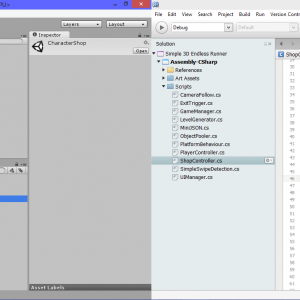 Layers
Layout
Inspector
CharacterShop
Open
Asset Labels
File Edit View Search Project Build Run Version Contr
Debug
Default
Solution
Simple 3D Endless Runner
Assembly-CSharp
References
Art Assets
Scripts
CameraFollow.cs
ExitTrigger.cs
GameManager.cs
LevelGenerator.cs
MiniJSON.cs
ObjectPooler.cs
PlatformBehaviour.cs
PlayerController.cs
ShopController.cs
SimpleSwipeDetection.cs
UIManager.cs
ShopC